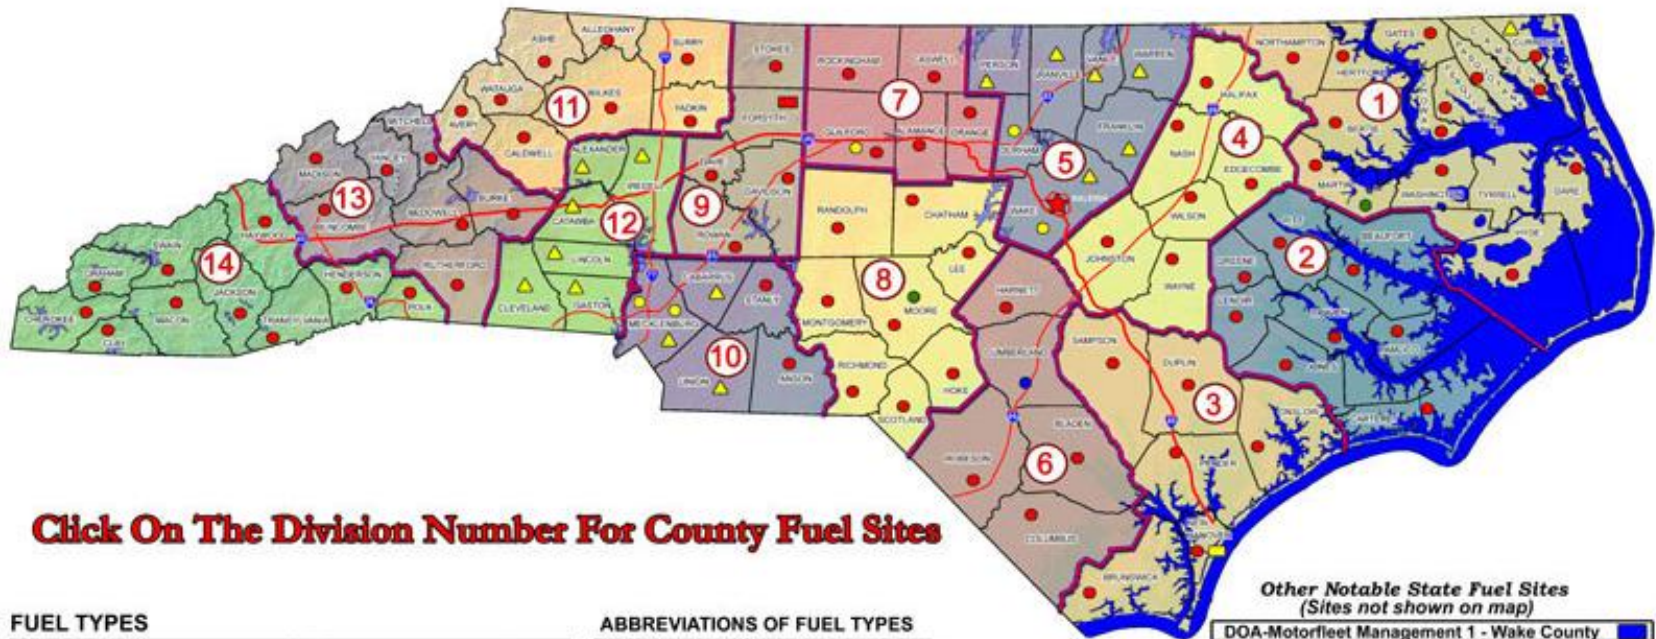 ASHE
ALLEGHANY
SURRY
STOKES
ROCKINGHAM
ASWELL
PERSON
GRANVILLE
VANCE
WARREN
NORTHAMPTON
GATES
HERTFORD
HALIFAX
WATAUGA
WILKES
YADKIN
FORSYTH
GUILFORD
ALAMANCE
ORANGE
DURHAM
FRANKLIN
NASH
EDGECOMBE
BERTIE
11
7
5
4
1
MITCHELL
AVERY
CALDWELL
ALEXANDER
IREDELL
DAVIE
DAVIDSON
MARTIN
WASHINGTON
TYRRELL
DARE
YANCEY
MADISON
BURKE
MCDOWELL
BUNCOMBE
CATAWBA
ROWAN
RANDOLPH
CHATHAM
WAKE
WILSON
JOHNSTON
BEAUFORT
HYDE
13
12
9
2
HAYWOOD
SWAIN
GRAHAM
14
JACKSON
HENDERSON
RUTHERFORD
LINCOLN
CABARRUS
STANLY
LEE
8
MOORE
HARNETT
WAYNE
GREENE
LENOIR
CHEROKEE
CLAY
MACON
TRANSYLVANIA
POLK
CLEVELAND
GASTON
MECKLENBURG
MONTGOMERY
CRAVEN
PAMLICO
JONES
10
UNION
ANSON
RICHMOND
HOKE
SCOTLAND
CUMBERLAND
SAMPSON
DUPLIN
3
ONSLOW
CARTERET
ROBESON
BLADEN
6
PENDER
COLUMBUS
NEW
HANOVER
BRUNSWICK
Click On The Division Number For County Fuel Sites
FUEL TYPES
ABBREVIATIONS OF FUEL TYPES
Other Notable State Fuel Sites
(Sites not shown on map)
DOA-Motorfleet Management 1 - Wake County